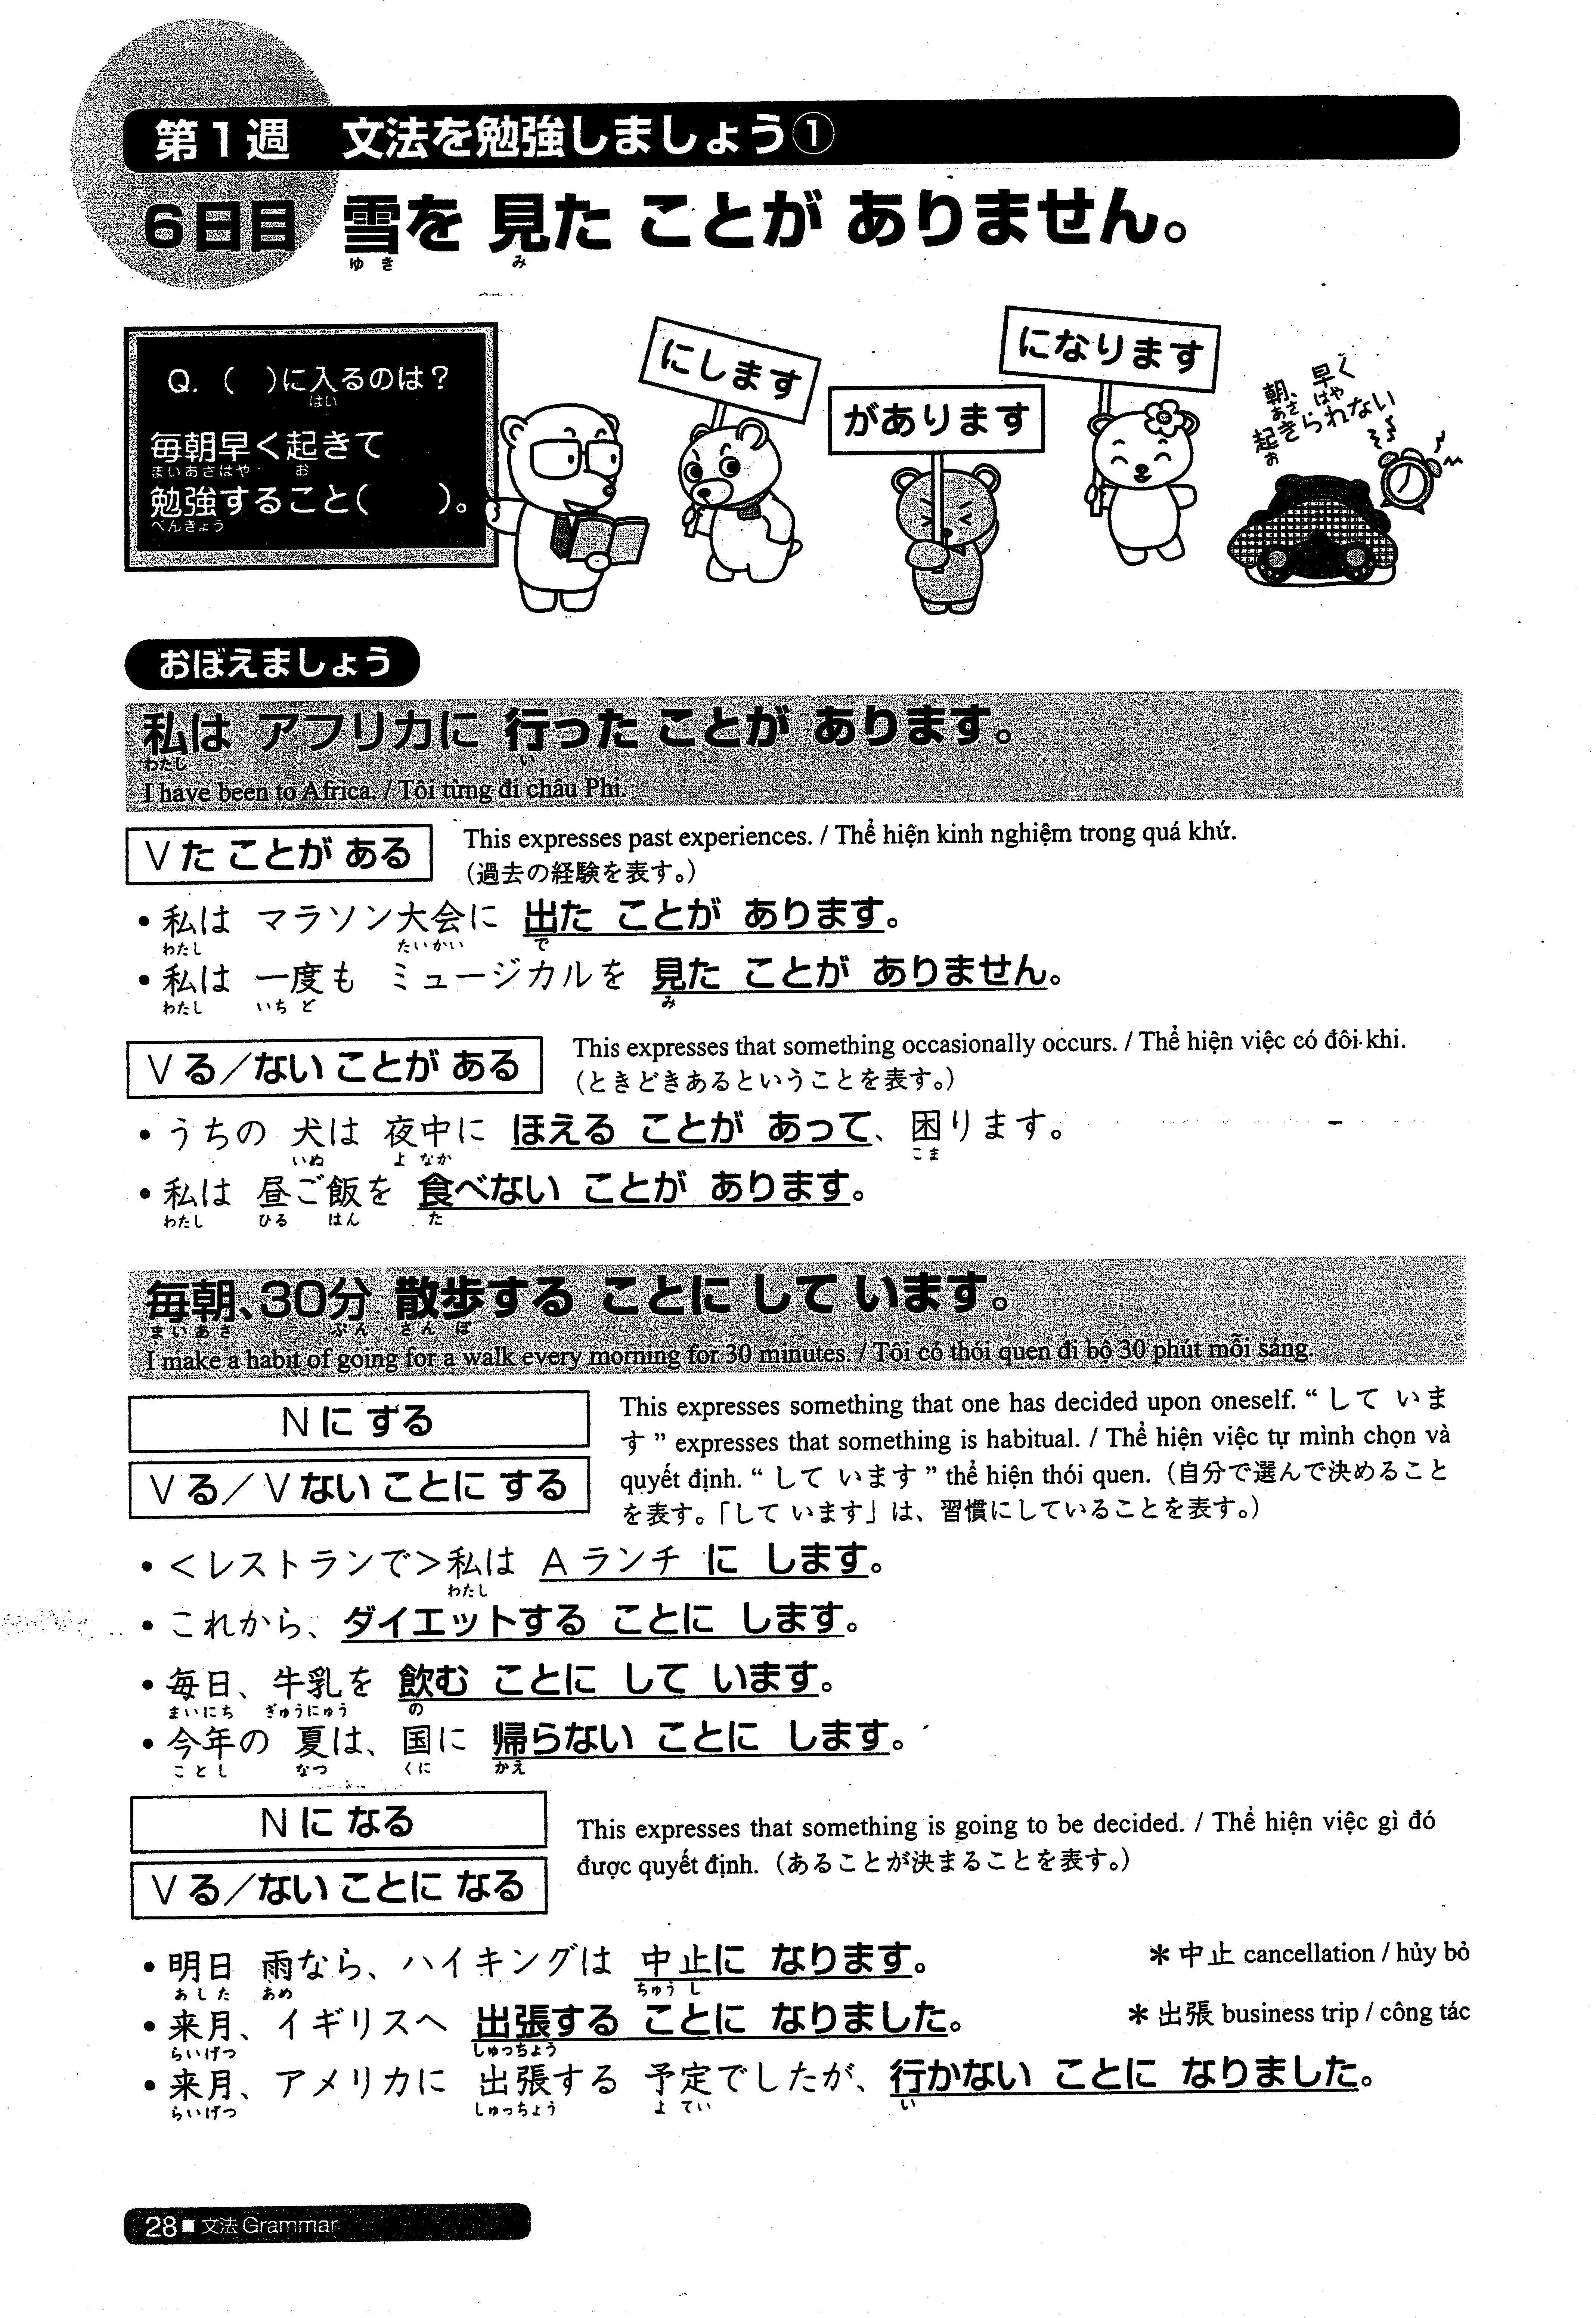 第1週　文法を勉強しましょう①
6日目　雪を 見た ことが ありません。
ゆき み
Q.（　）に入るのは？
はい
毎朝早く起きて
まいあさはや お
勉強すること(　　)。
べんきょう
にします
があります
になります
朝、早く
あさ はや
起きられない
お
おぼえましょう
私は アフリカに 行った ことが あります。
わたし い
I have been to Africa. / Tôi từng đi châu Phi.
Vた ことが ある
This expresses past experiences. / Thể hiện kinh nghiệm trong quá khứ.
（過去の経験を表す。）
• 私は マラソン大会に 出た ことが あります。
わたし たいかい で
• 私は 一度も ミュージカルを 見た ことが ありません。
わたし いちど み
Vる／ない ことが ある
This expresses that something occasionally occurs. / Thể hiện việc có đôi khi.
（ときどきあるということを表す。）
• うちの 犬は 夜中に ほえる ことが あって、困ります。
いぬ よなか こま
• 私は 昼ご飯を 食べない ことが あります。
わたし ひる はん た
毎朝、30分 散歩する ことに して います。
まいあさ ぷん さんぽ
I make a habit of going for a walk every morning for 30 minutes. / Tôi có thói quen đi bộ 30 phút mỗi sáng.
Nに する
Vる／Vない ことに する
This expresses something that one has decided upon oneself. “して いま
す” expresses that something is habitual. / Thể hiện việc tự mình chọn và
quyết định. “して います” thể hiện thói quen.（自分で選んで決めること
を表す。「して います」は、習慣にしていることを表す。）
• ＜レストランで＞私は Aランチ に します。
わたし
• これから、ダイエットする ことに します。
• 毎日、牛乳を 飲む ことに して います。
まいにち ぎゅうにゅう の
• 今年の 夏は、国に 帰らない ことに します。
ことし なつ くに かえ
Nに なる
Vる／ない ことに なる
This expresses that something is going to be decided. / Thể hiện việc gì đó
được quyết định.（あることが決まることを表す。）
• 明日 雨なら、ハイキングは 中止に なります。　＊中止 cancellation / hủy bỏ
あした あめ ちゅうし
• 来月、イギリスへ 出張する ことに なりました。　＊出張 business trip / công tác
らいげつ しゅっちょう
• 来月、アメリカに 出張する 予定でしたが、行かない ことに なりました。
らいげつ しゅっちょう よてい い
28■文法 Grammar